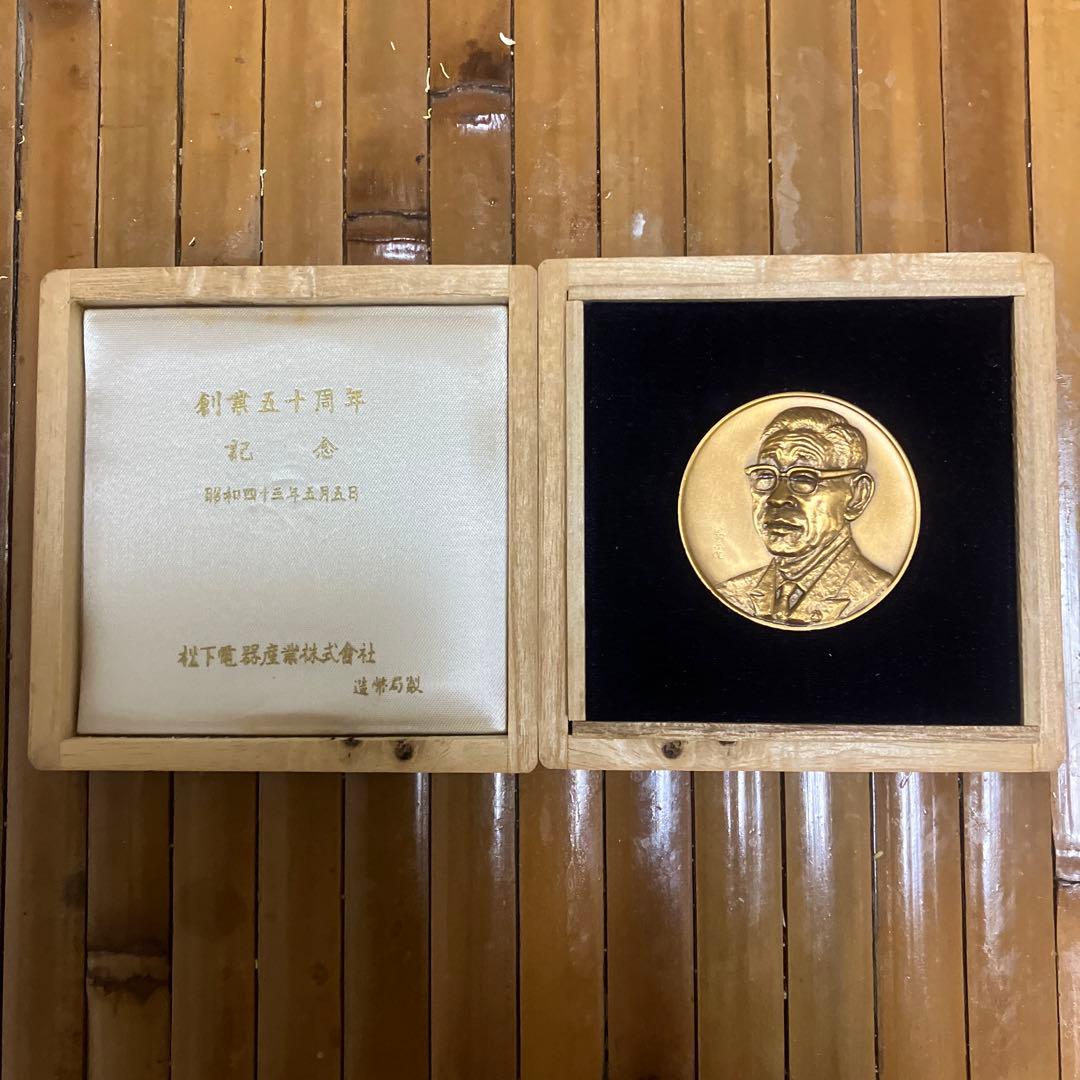 創業五十周年
記念
昭和四十三年五月五日
松下電器産業株式會社
造幣局製